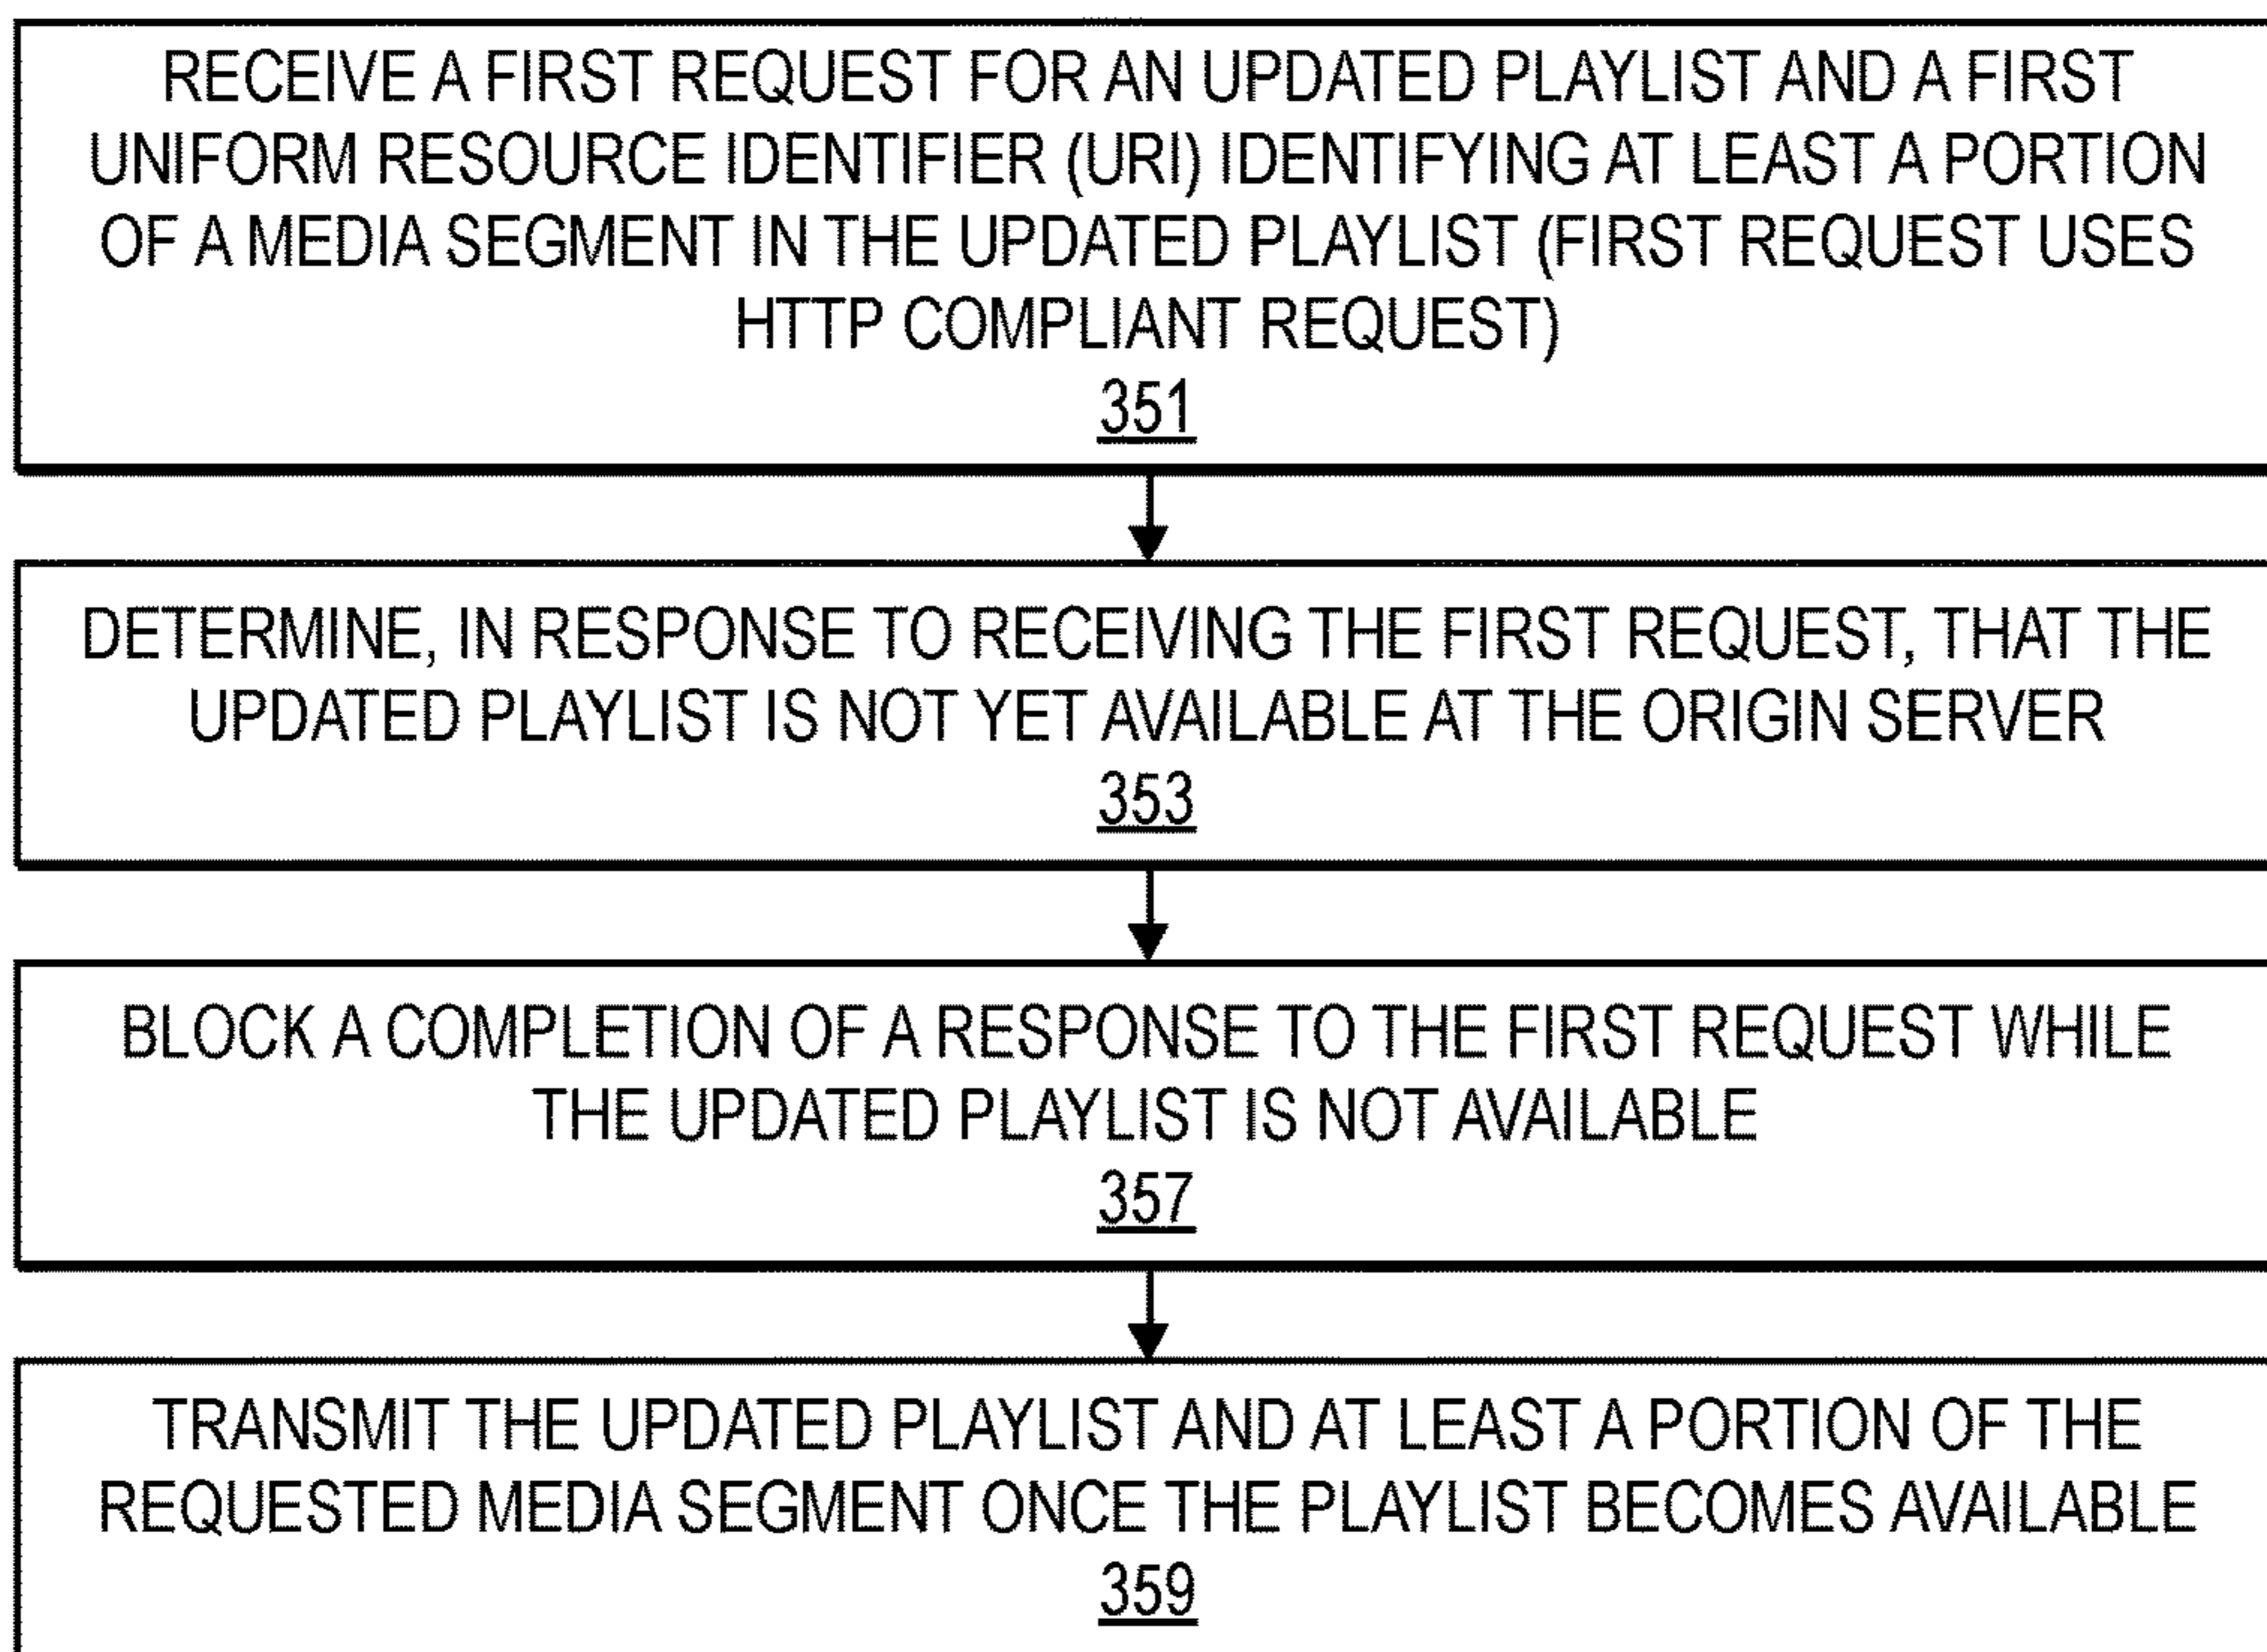 RECEIVE A FIRST REQUEST FOR AN UPDATED PLAYLIST AND A FIRST
UNIFORM RESOURCE IDENTIFIER (URI) IDENTIFYING AT LEAST A PORTION
OF A MEDIA SEGMENT IN THE UPDATED PLAYLIST (FIRST REQUEST USES
HTTP COMPLIANT REQUEST)
351
DETERMINE, IN RESPONSE TO RECEIVING THE FIRST REQUEST, THAT THE
UPDATED PLAYLIST IS NOT YET AVAILABLE AT THE ORIGIN SERVER
353
BLOCK A COMPLETION OF A RESPONSE TO THE FIRST REQUEST WHILE
THE UPDATED PLAYLIST IS NOT AVAILABLE
357
TRANSMIT THE UPDATED PLAYLIST AND AT LEAST A PORTION OF THE
REQUESTED MEDIA SEGMENT ONCE THE PLAYLIST BECOMES AVAILABLE
359